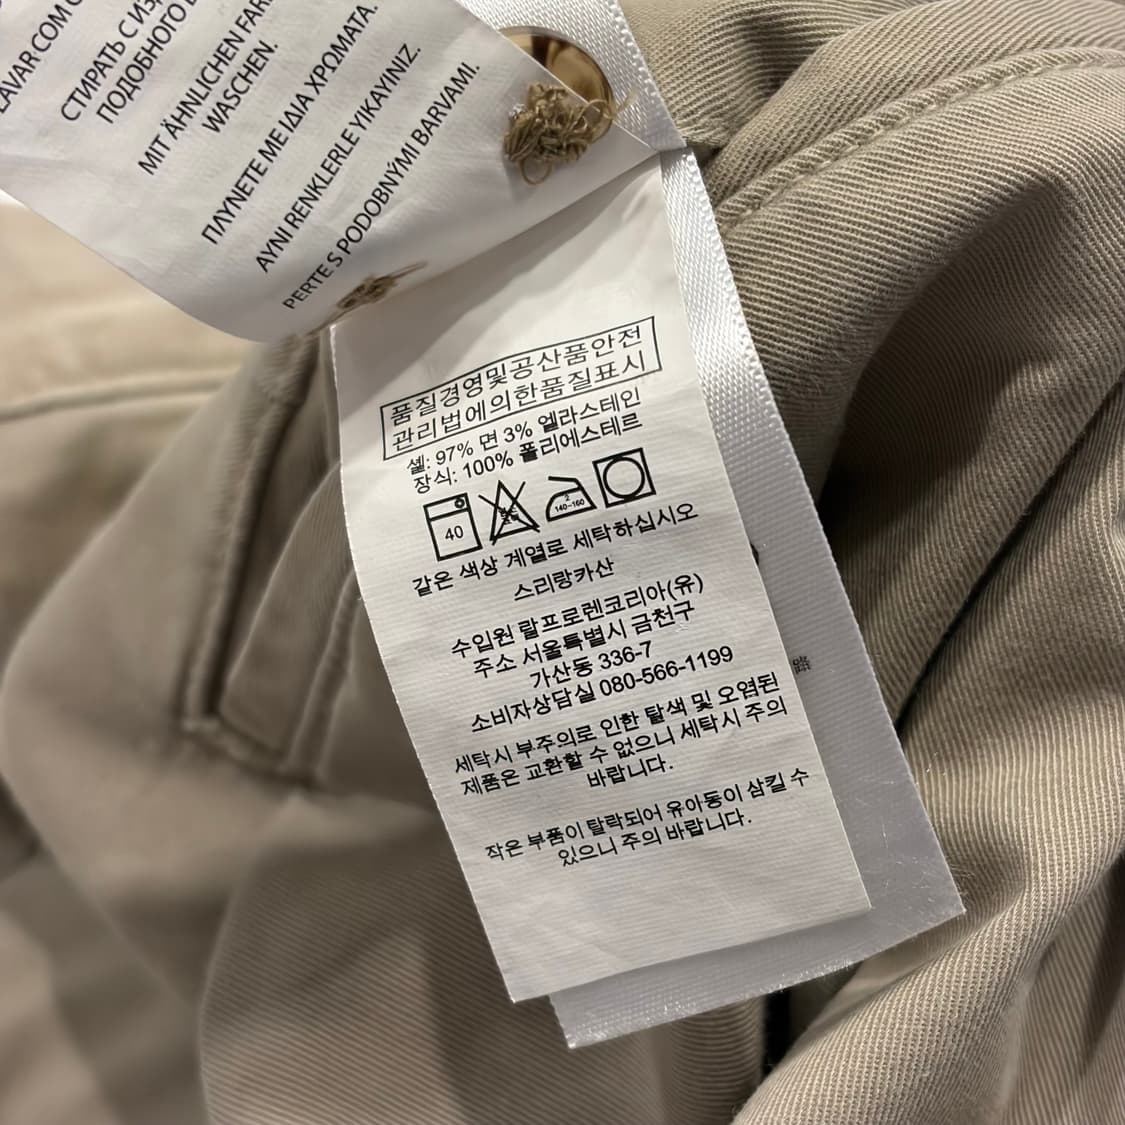 LAVAR COM
СТИРАТЬ С
ПОДОБНОГО
MIT ÄHNLICHEN
WASCHEN.
ΠΛΥΝΕΤΕ ΜΕ ΙΔΙΑ ΧΡΩΜΑΤΑ.
AYNI RENKLERLE YIKAYINIZ.
PERTE S PODOBNÝMI BARVAMI.
품질경영및공산품안전
관리법에의한품질표시
쉘: 97% 면 3% 엘라스테인
장식: 100% 폴리에스테르
40
2
140-160
같은 색상 계열로 세탁하십시오
스리랑카산
수입원 랄프로렌코리아(유)
주소 서울특별시 금천구
가산동 336-7
소비자상담실 080-566-1199
세탁시 부주의로 인한 탈색 및 오염된
제품은 교환할 수 없으니 세탁시 주의
바랍니다.
작은 부품이 탈락되어 유아동이 삼킬 수
있으니 주의 바랍니다.